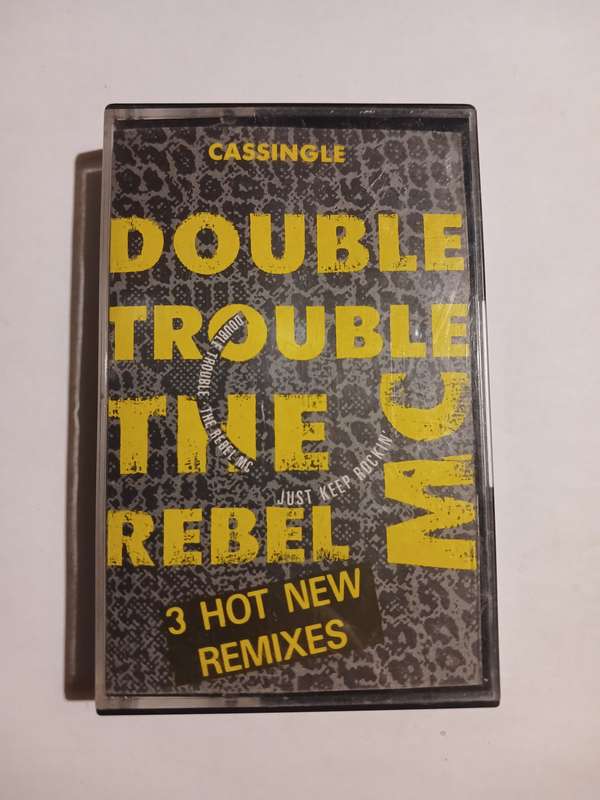 CASSINGLE
DOUBLE
TROUBLE
THE
REBEL
MC
DOUBLE TROUBLE THE REBEL MC
JUST KEEP ROCKIN'
3 HOT NEW
REMIXES